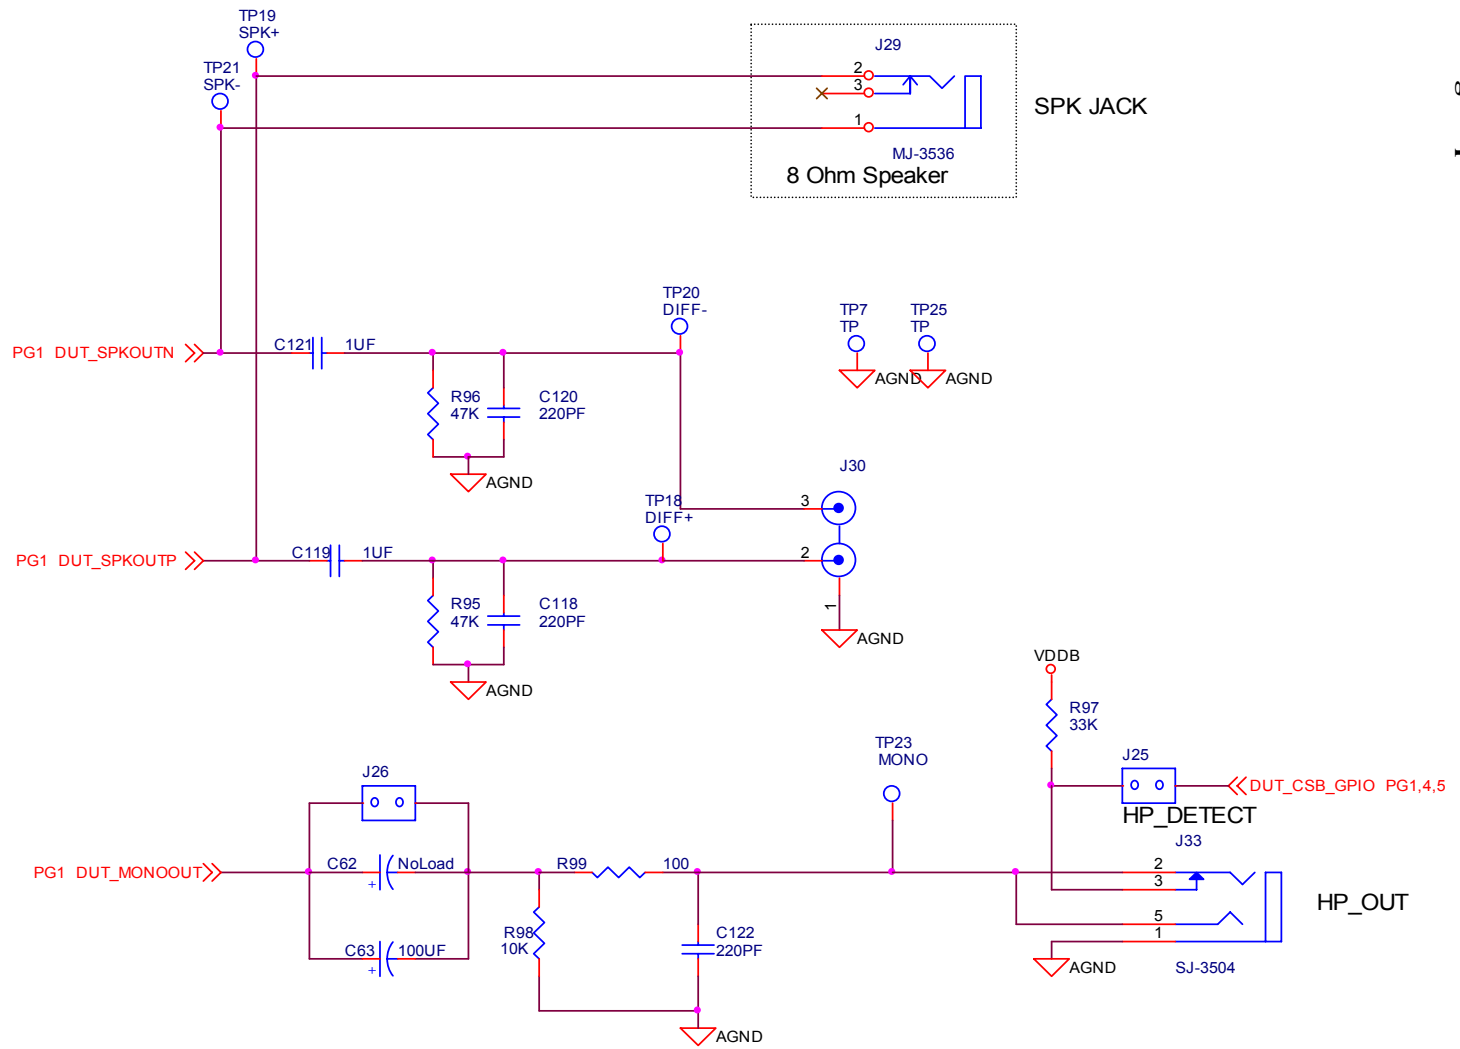 TP19
SPK+
TP21
SPK-
J29
2
3
1
MJ-3536
8 Ohm Speaker
SPK JACK
TP20
DIFF-
TP7
TP
TP25
TP
AGND
AGND
PG1 DUT_SPKOUTN
C121
1UF
R96
47K
C120
220PF
AGND
J30
3
TP18
DIFF+
PG1 DUT_SPKOUTP
C119
1UF
2
R95
47K
C118
220PF
1
AGND
AGND
VDDB
R97
33K
TP23
MONO
J25
DUT_CSB_GPIO PG1,4,5
HP_DETECT
J26
J33
PG1 DUT_MONOOUT
C62
NoLoad
R99
100
2
3
5
1
HP_OUT
C63
100UF
R98
10K
C122
220PF
AGND
SJ-3504
AGND